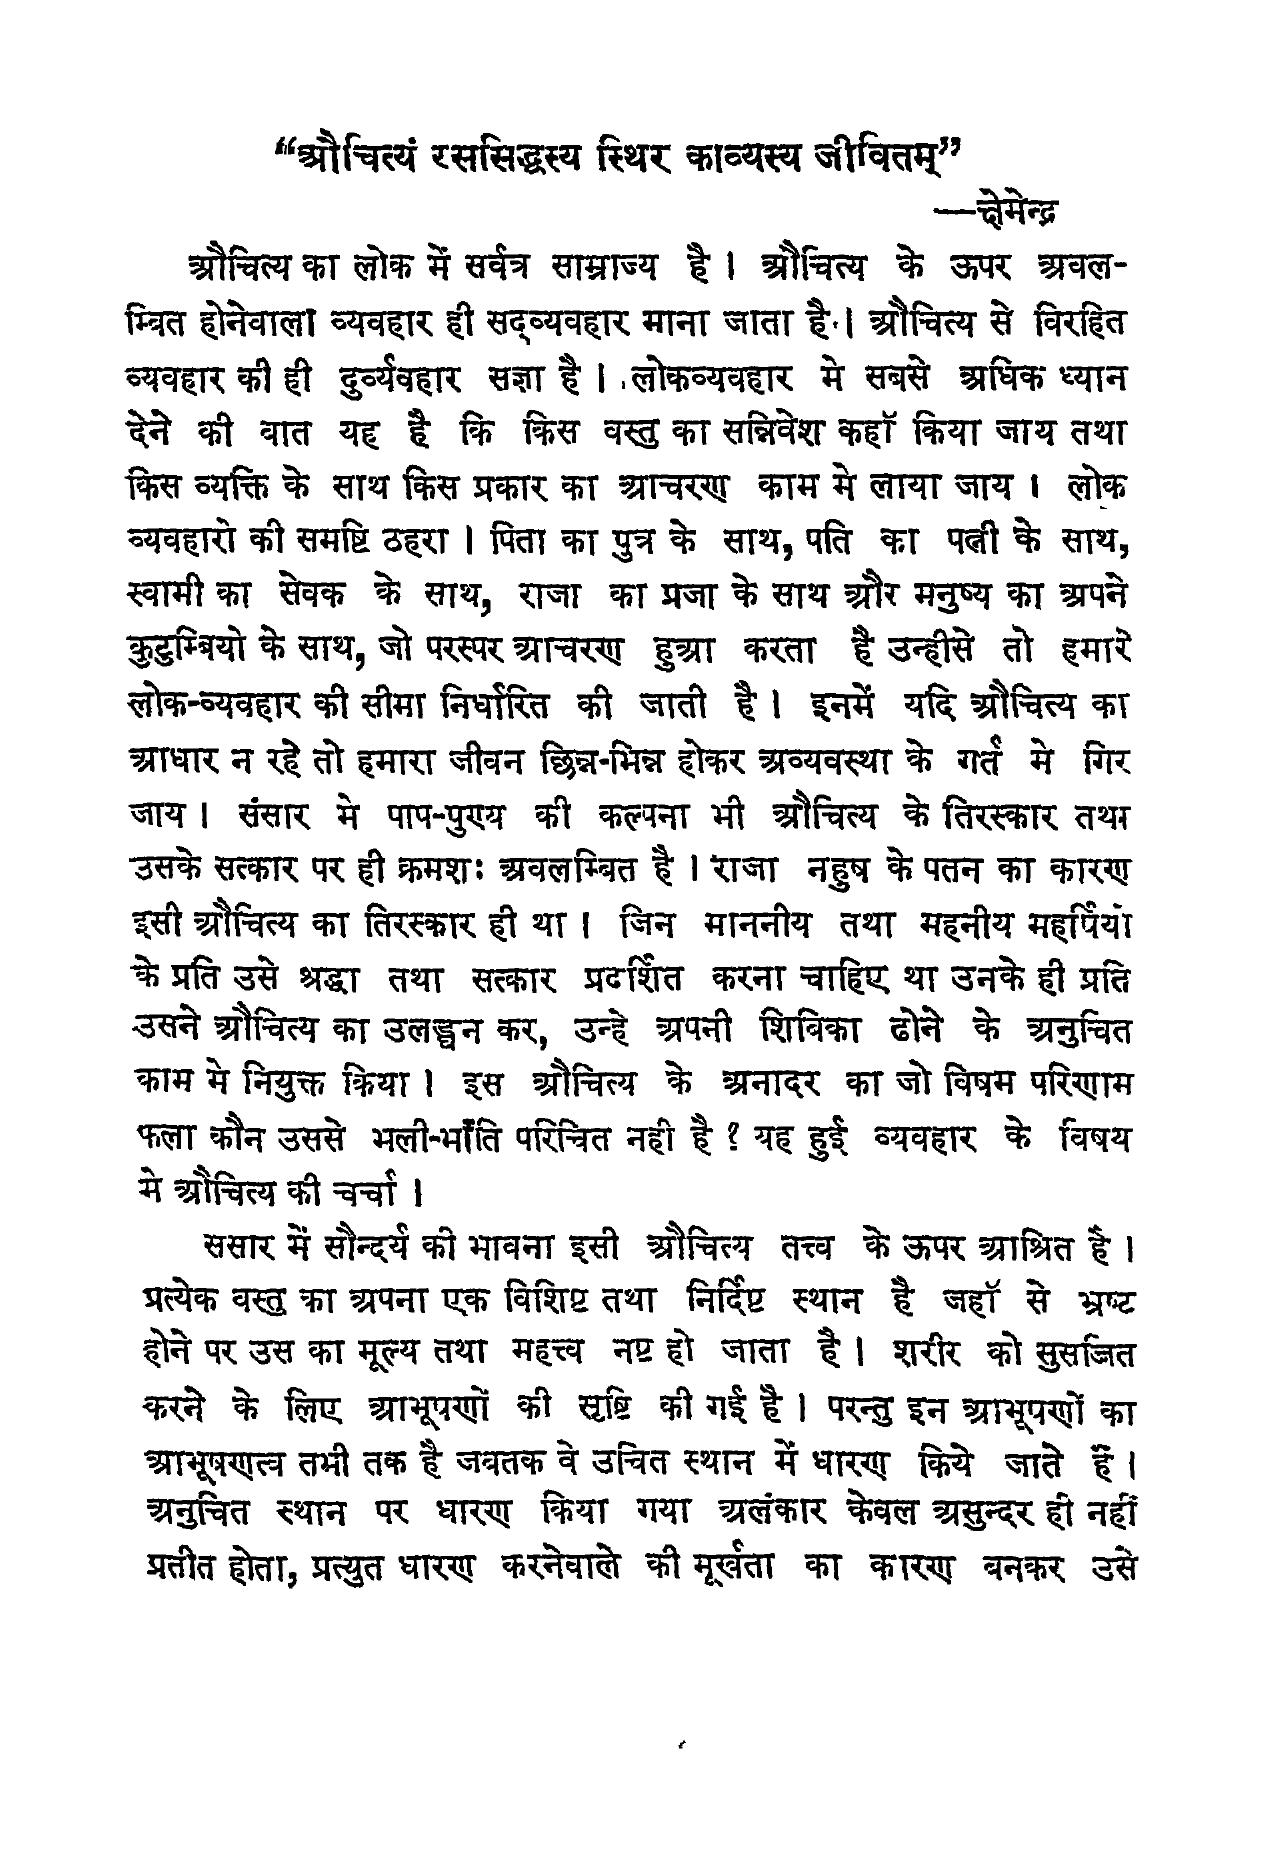 “औचित्यं रससिद्धस्य स्थिर काव्यस्य जीवितम्”
—क्षेमेन्द्र
औचित्य का लोक में सर्वत्र साम्राज्य है । औचित्य के ऊपर अवल-
म्बित होनेवाला व्यवहार ही सद्व्यवहार माना जाता है । औचित्य से विरहित
व्यवहार की ही दुर्व्यवहार सज्ञा है । लोकव्यवहार मे सबसे अधिक ध्यान
देने की वात यह है कि किस वस्तु का सन्निवेश कहाॅ किया जाय तथा
किस व्यक्ति के साथ किस प्रकार का आचरण काम मे लाया जाय । लोक
व्यवहारो की समष्टि ठहरा । पिता का पुत्र के साथ, पति का पत्नी के साथ,
स्वामी का सेवक के साथ, राजा का प्रजा के साथ और मनुष्य का अपने
कुटुम्बियो के साथ, जो परस्पर आचरण हुआ करता है उन्हीसे तो हमारे
लोक-व्यवहार की सीमा निर्धारित की जाती है । इनमें यदि औचित्य का
आधार न रहे तो हमारा जीवन छिन्न-भिन्न होकर अव्यवस्था के गर्त मे गिर
जाय । संसार मे पाप-पुण्य की कल्पना भी औचित्य के तिरस्कार तथा
उसके सत्कार पर ही क्रमशः अवलम्बित है । राजा नहुष के पतन का कारण
इसी औचित्य का तिरस्कार ही था । जिन माननीय तथा महनीय महर्पियों
के प्रति उसे श्रद्धा तथा सत्कार प्रदर्शित करना चाहिए था उनके ही प्रति
उसने औचित्य का उलङ्घन कर, उन्हे अपनी शिबिका ढोने के अनुचित
काम मे नियुक्त किया । इस औचित्य के अनादर का जो विषम परिणाम
फला कौन उससे भली-भाँति परिचित नही है ? यह हुई व्यवहार के विषय
मे औचित्य की चर्चा ।
ससार में सौन्दर्य की भावना इसी औचित्य तत्त्व के ऊपर आश्रित है ।
प्रत्येक वस्तु का अपना एक विशिष्ट तथा निर्दिष्ट स्थान है जहाॅ से भ्रष्ट
होने पर उस का मूल्य तथा महत्त्व नष्ट हो जाता है । शरीर को सुसज्जित
करने के लिए आभूपणों की सृष्टि की गई है । परन्तु इन आभूपणों का
आभूषणत्व तभी तक है जवतक वे उचित स्थान में धारण किये जाते हैं ।
अनुचित स्थान पर धारण किया गया अलंकार केवल असुन्दर ही नहीं
प्रतीत होता, प्रत्युत धारण करनेवाले की मूर्खता का कारण बनकर उसे